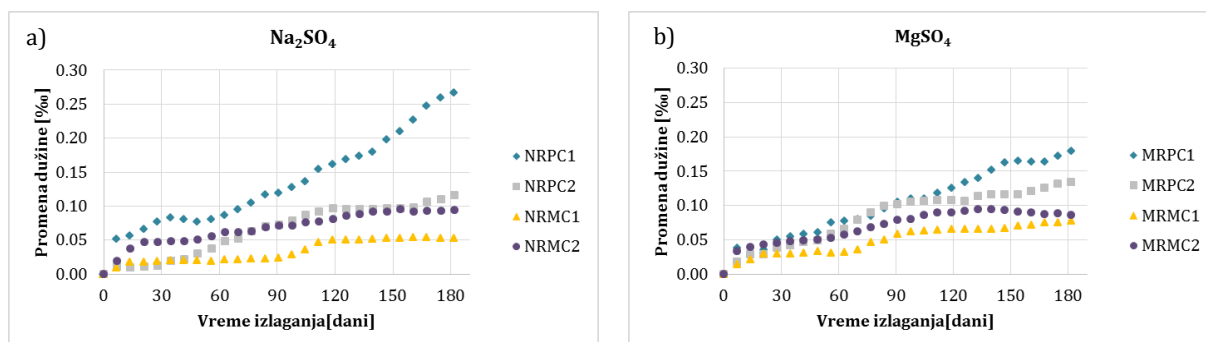 a)
Na₂SO₄
Promena dužine [‰]
0.30
0.25
0.20
0.15
0.10
0.05
0.00
0 30 60 90 120 150 180
Vreme izlaganja[dani]
NRPC1
NRPC2
NRMC1
NRMC2
b)
MgSO₄
Promena dužine [‰]
0.30
0.25
0.20
0.15
0.10
0.05
0.00
0 30 60 90 120 150 180
Vreme izlaganja[dani]
MRPC1
MRPC2
MRMC1
MRMC2